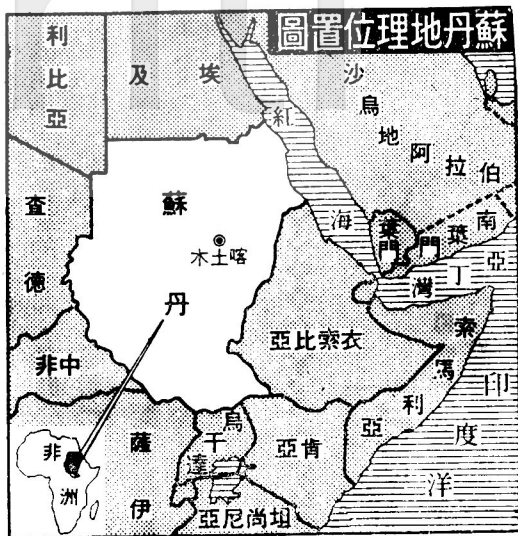 蘇丹地理位置圖
利比亞
埃及
沙烏地阿拉伯
紅海
查德
蘇丹
喀土木
葉門
南葉門
亞丁灣
衣索比亞
索馬利亞
中非
烏干達
肯亞
薩伊
坦尚尼亞
印度洋
非洲